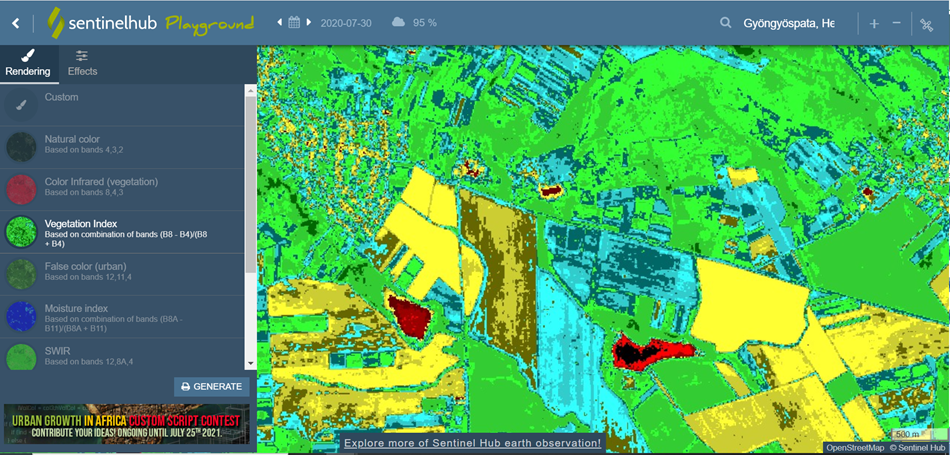 sentinelhub Playground
2020-07-30
95 %
Gyöngyöspata, He
Rendering
Effects
Custom
Natural color
Based on bands 4,3,2
Color Infrared (vegetation)
Based on bands 8,4,3
Vegetation Index
Based on combination of bands (B8 - B4)/(B8
+ B4)
False color (urban)
Based on bands 12,11,4
Moisture index
Based on combination of bands (B8A -
B11)/(B8A + B11)
SWIR
Based on bands 12,8A,4
GENERATE
URBAN GROWTH IN AFRICA CUSTOM SCRIPT CONTEST
CONTRIBUTE YOUR IDEAS! ONGOING UNTIL JULY 25TH 2021.
Explore more of Sentinel Hub earth observation!
500 m
OpenStreetMap © Sentinel Hub